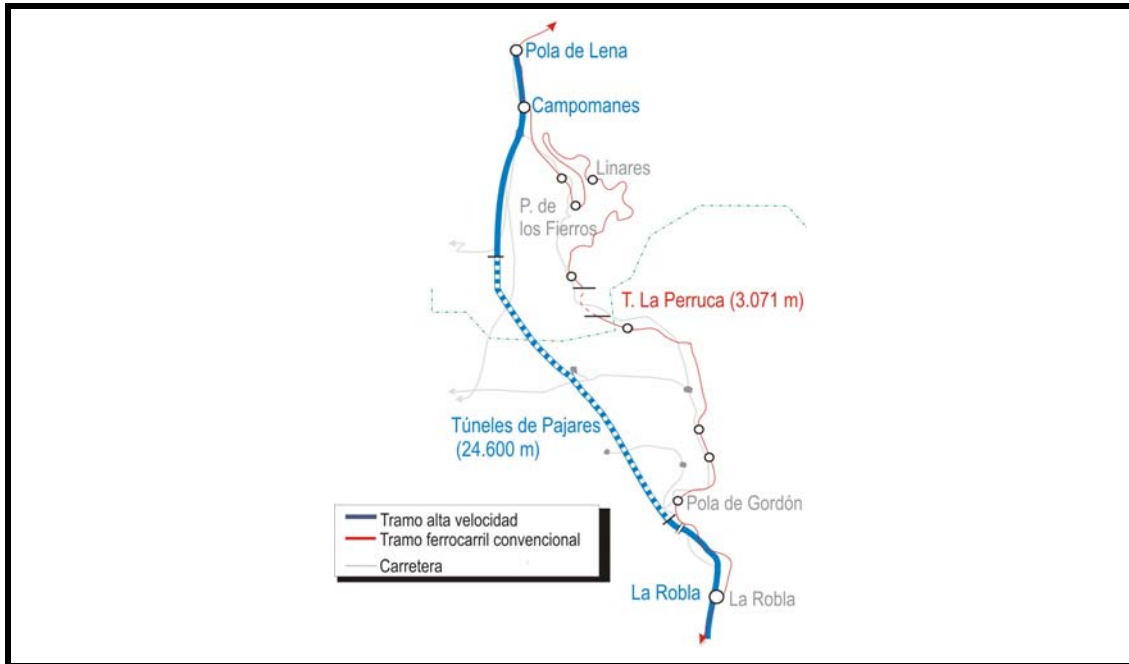 Pola de Lena
Campomanes
Linares
P. de
los Fierros
T. La Perruca (3.071 m)
Túneles de Pajares
(24.600 m)
Pola de Gordón
Tramo alta velocidad
Tramo ferrocarril convencional
Carretera
La Robla
La Robla